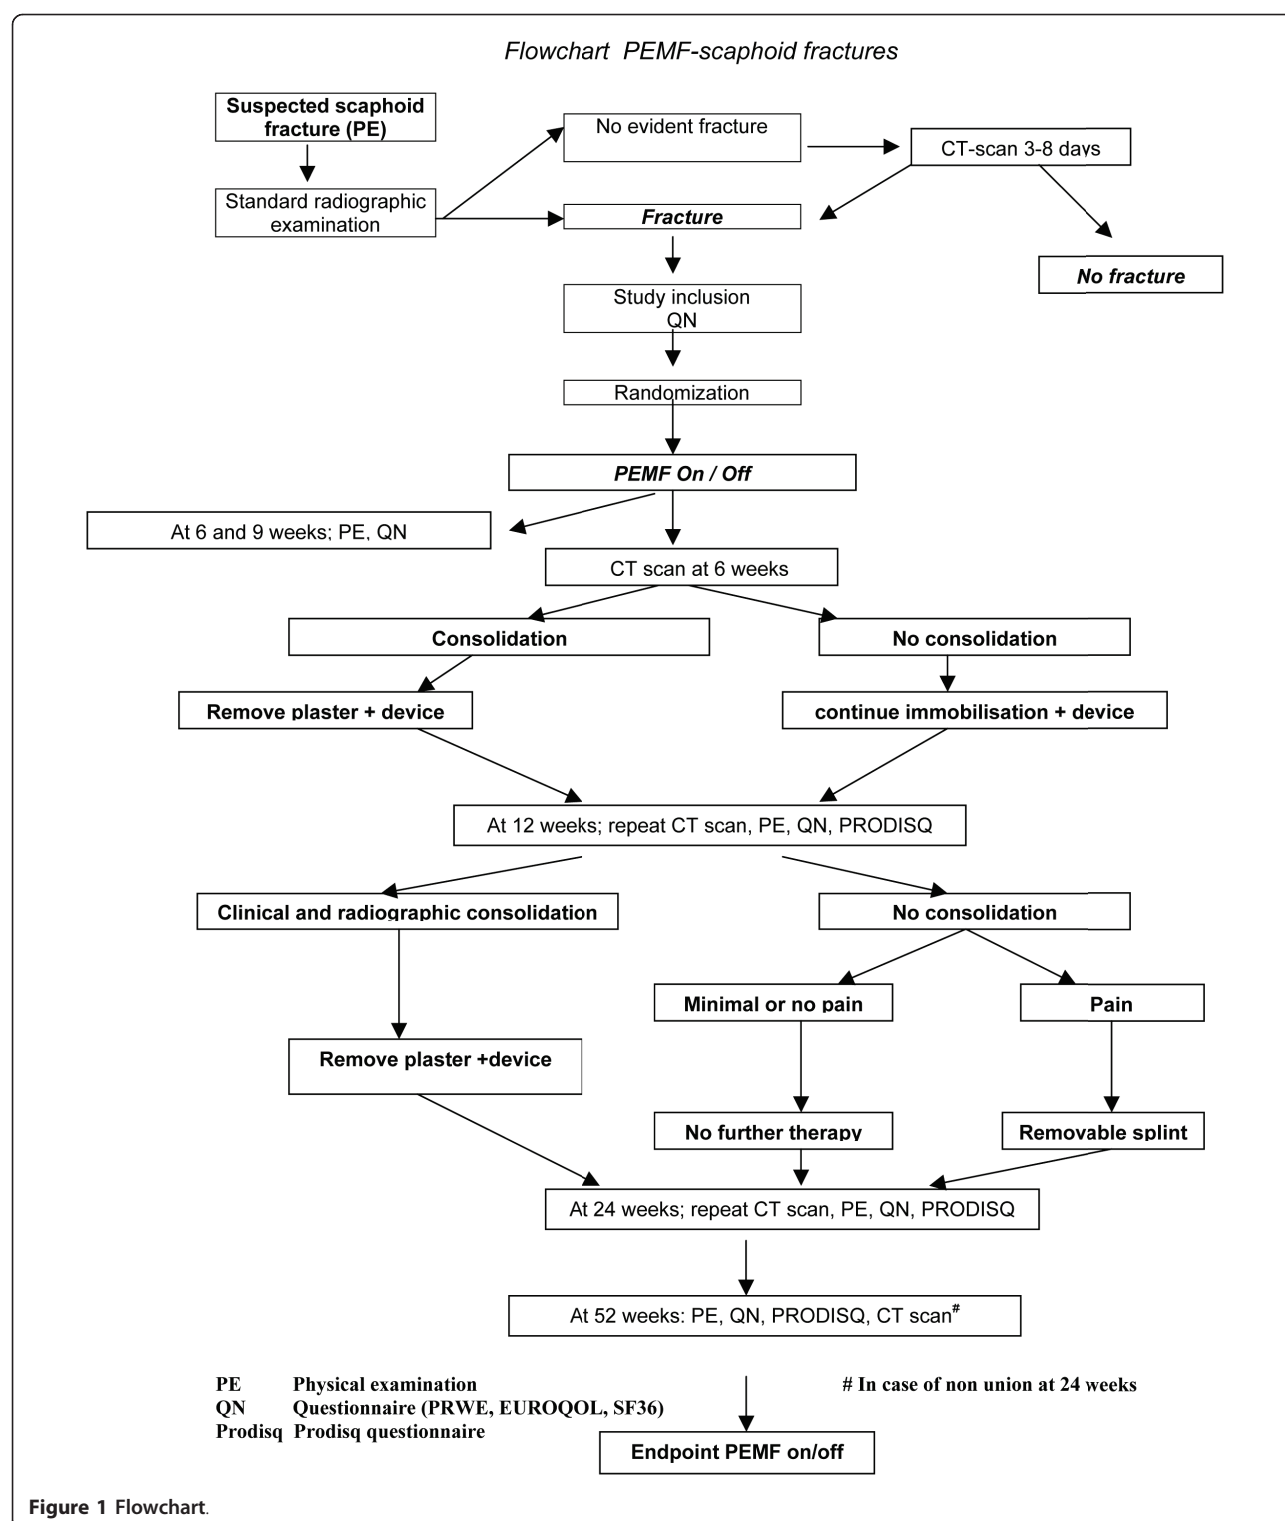 Flowchart PEMF-scaphoid fractures
Suspected scaphoid
fracture (PE)
No evident fracture
CT-scan 3-8 days
Standard radiographic
examination
Fracture
No fracture
Study inclusion
QN
Randomization
PEMF On / Off
At 6 and 9 weeks; PE, QN
CT scan at 6 weeks
Consolidation
No consolidation
Remove plaster + device
continue immobilisation + device
At 12 weeks; repeat CT scan, PE, QN, PRODISQ
Clinical and radiographic consolidation
No consolidation
Minimal or no pain
Pain
Remove plaster +device
No further therapy
Removable splint
At 24 weeks; repeat CT scan, PE, QN, PRODISQ
At 52 weeks: PE, QN, PRODISQ, CT scan#
PE Physical examination
QN Questionnaire (PRWE, EUROQOL, SF36)
Prodisq Prodisq questionnaire
# In case of non union at 24 weeks
Endpoint PEMF on/off
Figure 1 Flowchart.